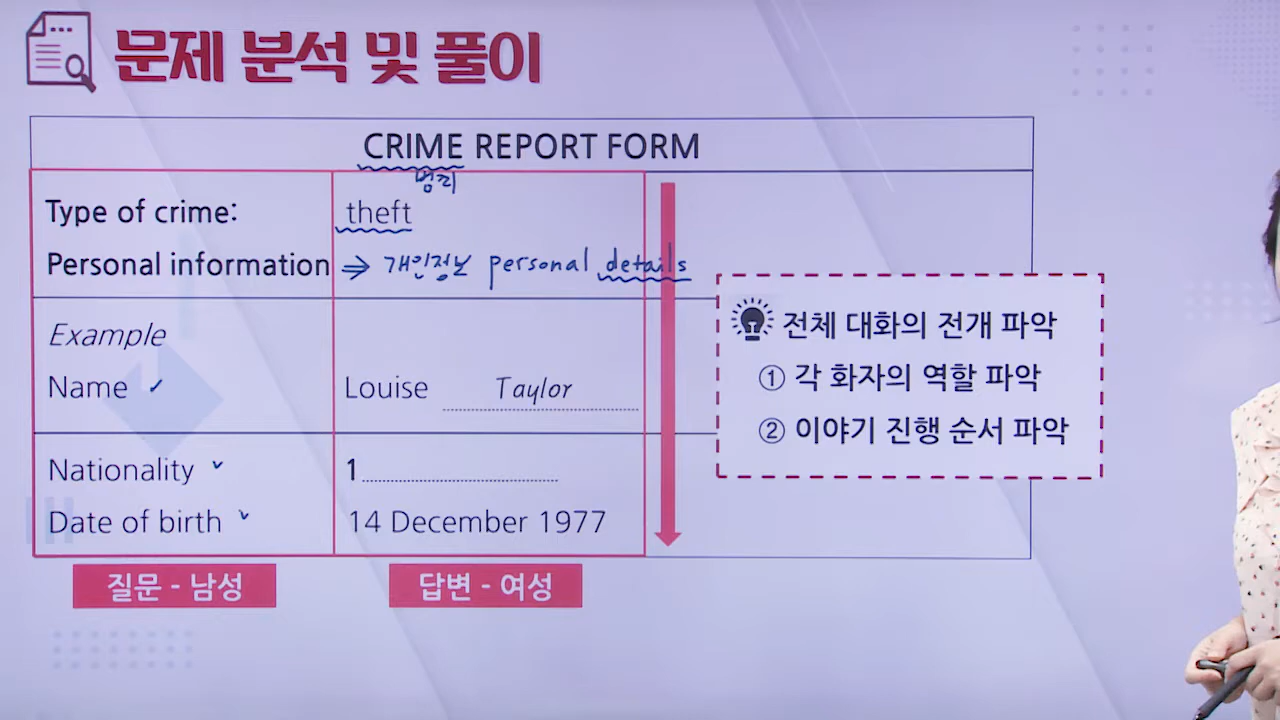 문제 분석 및 풀이
CRIME REPORT FORM
범죄
Type of crime: theft
Personal information ⇒ 개인정보 personal details
Example
Name ✓ Louise Taylor
Nationality ✓ 1
Date of birth ✓ 14 December 1977
질문 - 남성 답변 - 여성
전체 대화의 전개 파악
① 각 화자의 역할 파악
② 이야기 진행 순서 파악